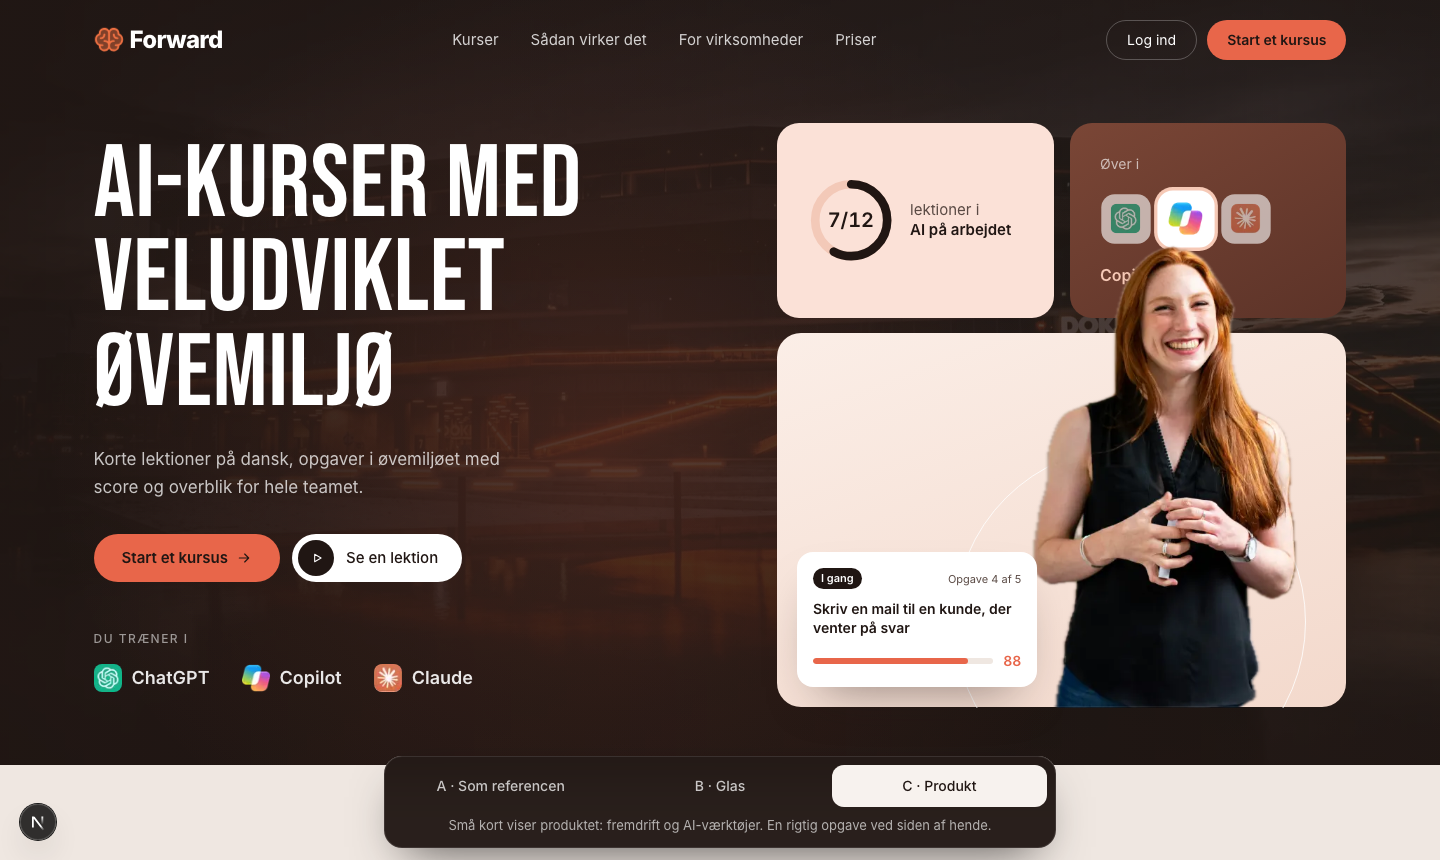 Forward
Kurser
Sådan virker det
For virksomheder
Priser
Log ind
Start et kursus
AI-KURSER MED
VELUDVIKLET
ØVEMILJØ
Korte lektioner på dansk, opgaver i øvemiljøet med
score og overblik for hele teamet.
Start et kursus →
Se en lektion
DU TRÆNER I
ChatGPT
Copilot
Claude
7/12
lektioner i
AI på arbejdet
Øver i
I gang
Opgave 4 af 5
Skriv en mail til en kunde, der
venter på svar
88
A · Som referencen
B · Glas
C · Produkt
Små kort viser produktet: fremdrift og AI-værktøjer. En rigtig opgave ved siden af hende.
N